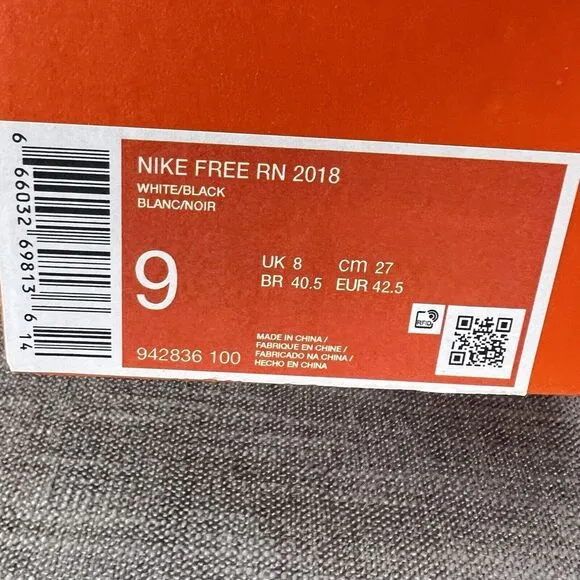 6 66032 69813 6 14
NIKE FREE RN 2018
WHITE/BLACK
BLANC/NOIR
9
UK 8 cm 27
BR 40.5 EUR 42.5
RFID
942836 100
MADE IN CHINA /
FABRIQUE EN CHINE /
FABRICADO NA CHINA /
HECHO EN CHINA